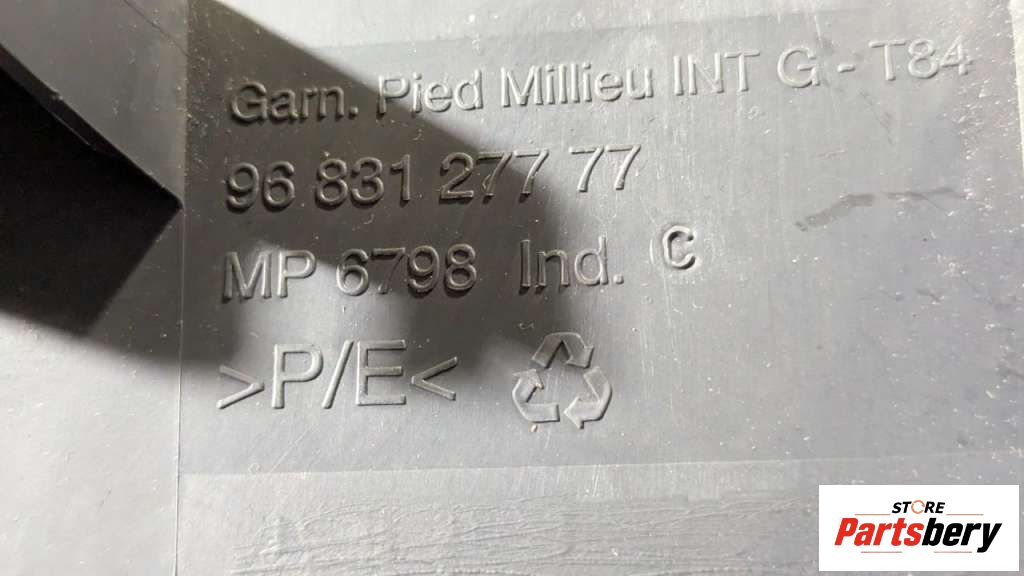 Garn. Pied Millieu INT G - T84
96 831 277 77
MP 6798 Ind. C
>P/E<
STORE
Partsbery